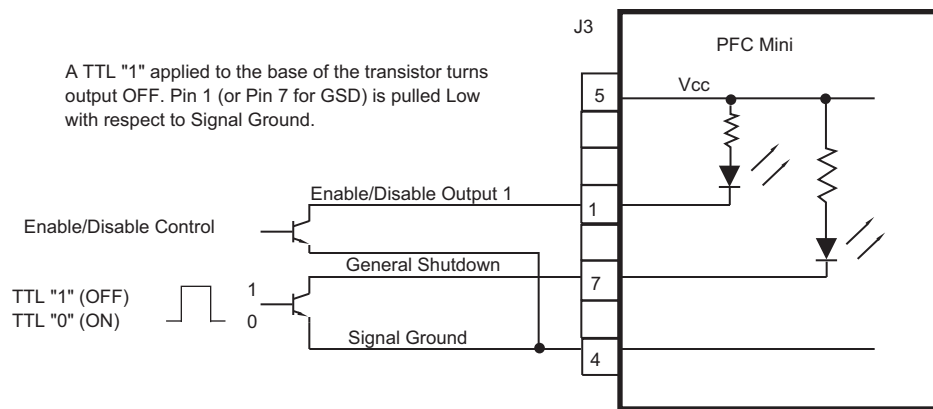 J3
PFC Mini
A TTL "1" applied to the base of the transistor turns
output OFF. Pin 1 (or Pin 7 for GSD) is pulled Low
with respect to Signal Ground.
5
Vcc
Enable/Disable Output 1
1
Enable/Disable Control
General Shutdown
7
TTL "1" (OFF)
TTL "0" (ON)
1
0
Signal Ground
4